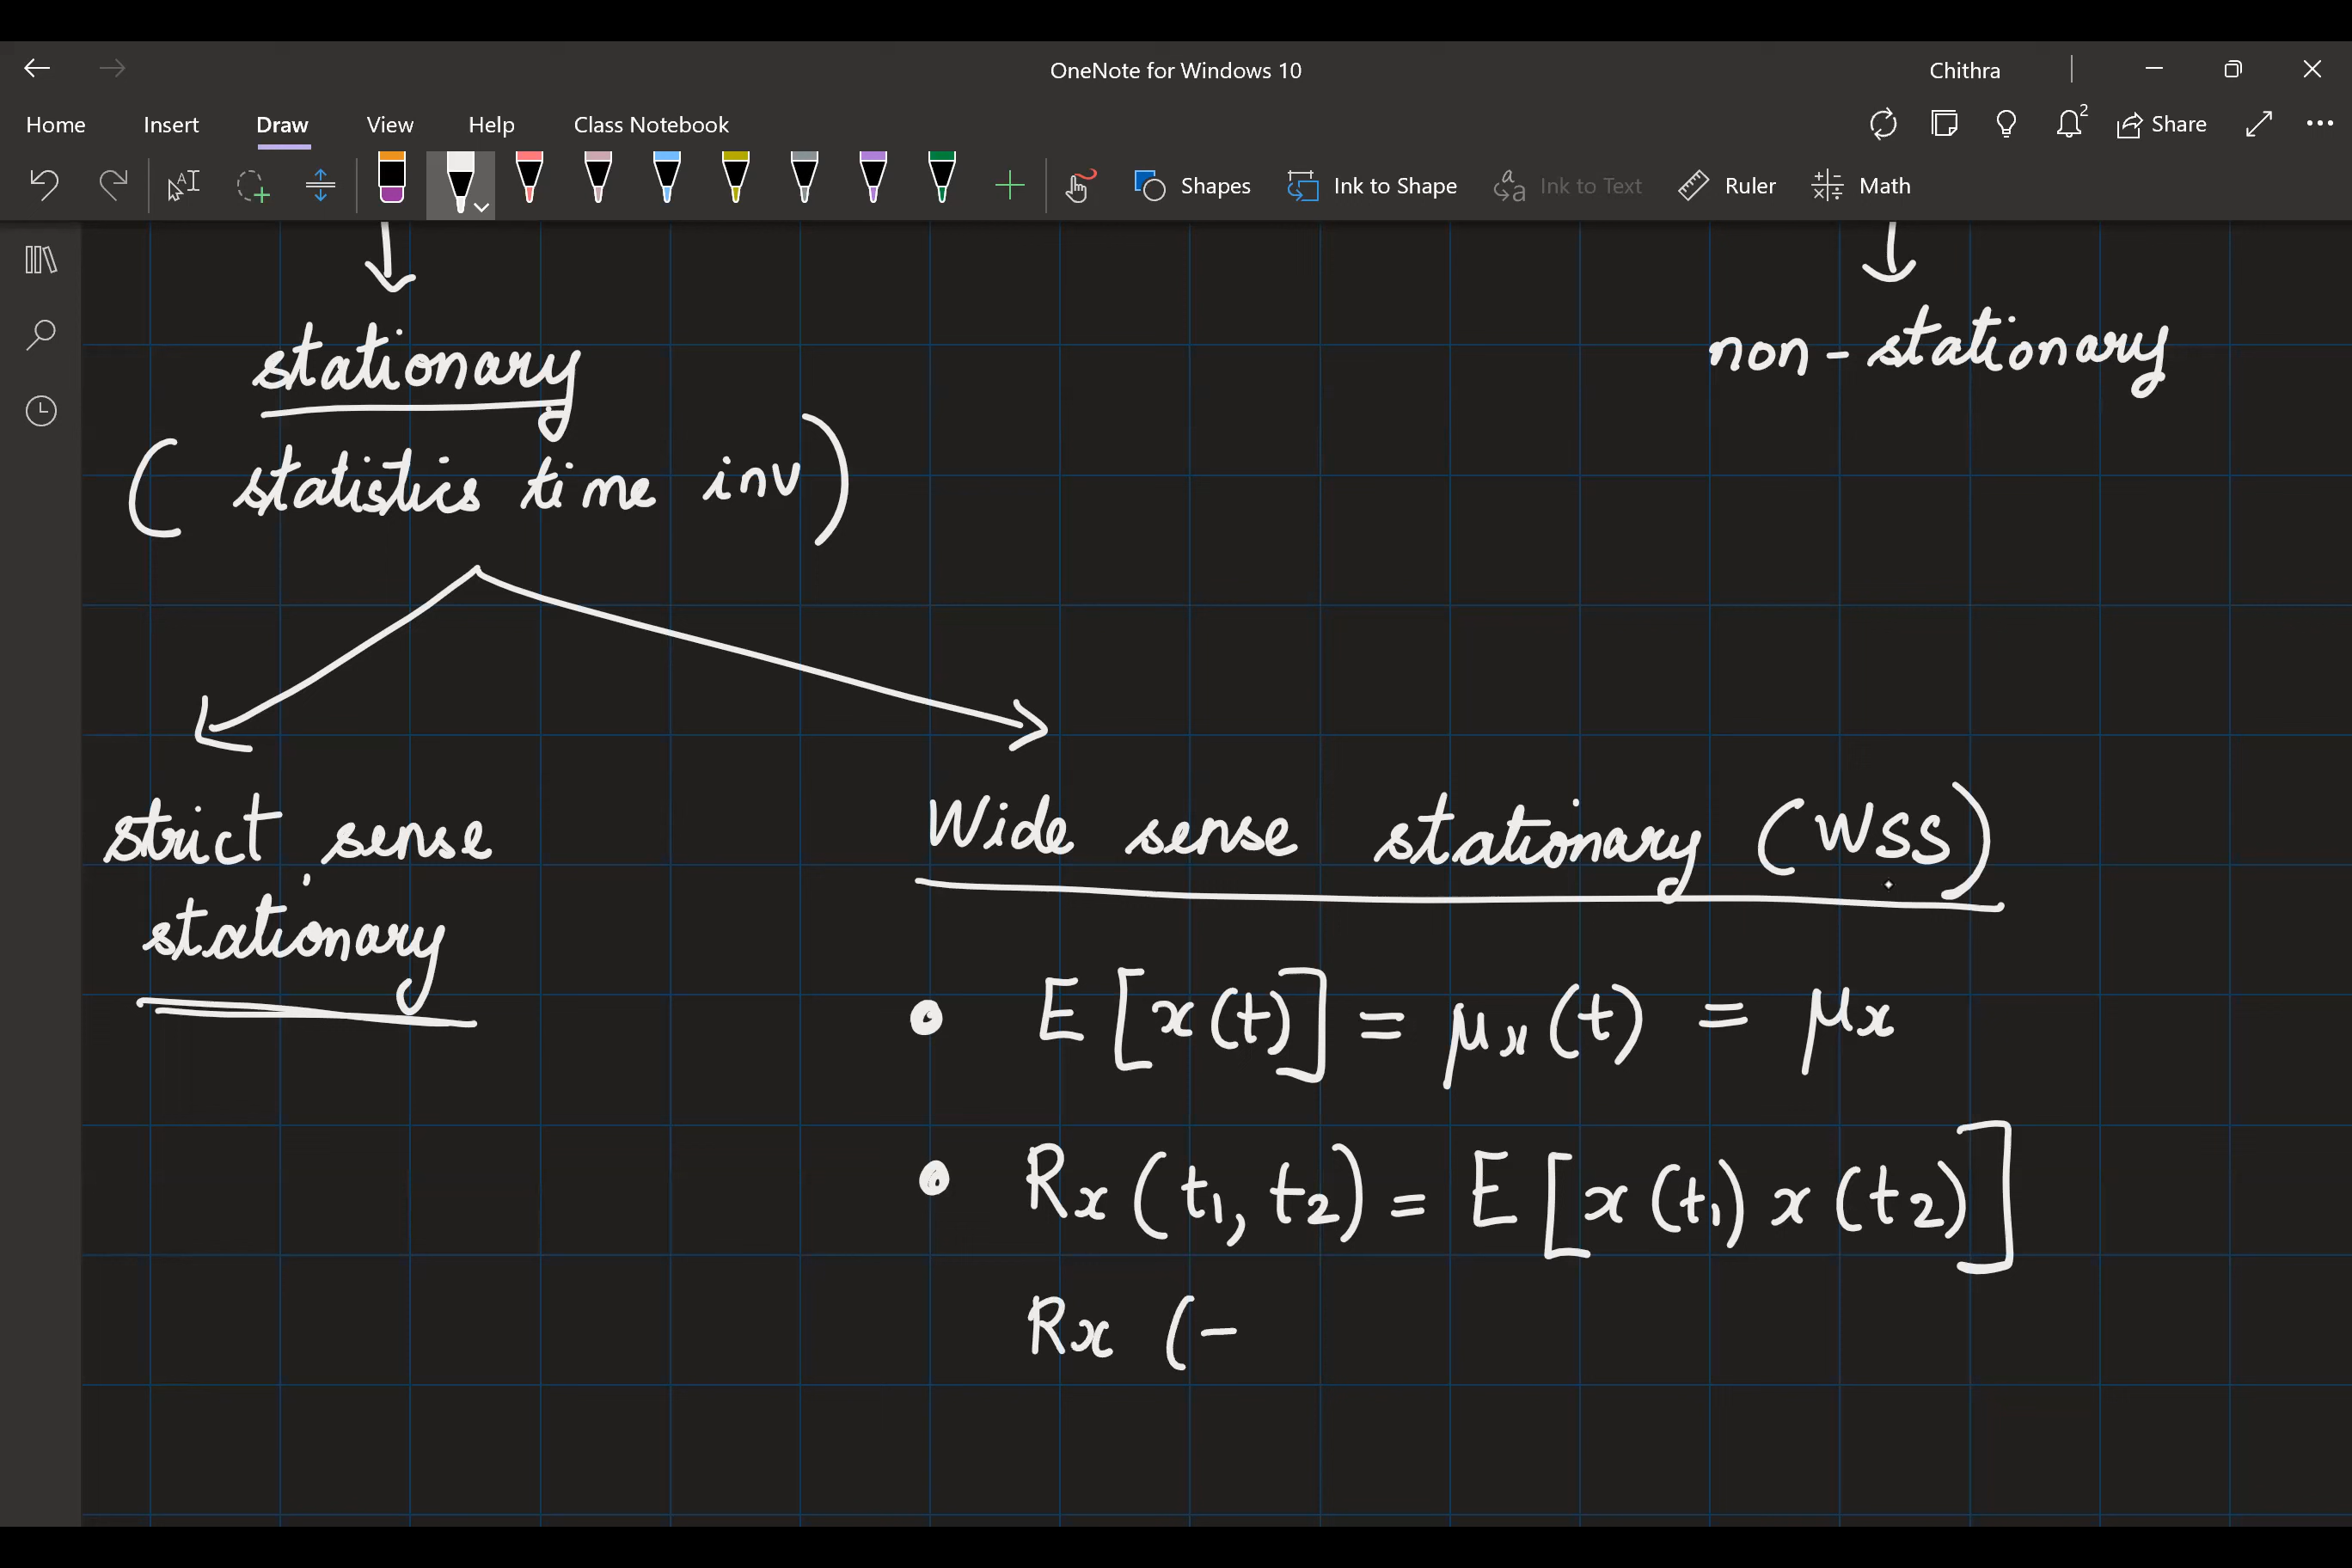 OneNote for Windows 10
Chithra
Home Insert Draw View Help Class Notebook
2 Share
Shapes Ink to Shape Ink to Text Ruler Math
stationary
non-stationary
(statistics time inv)
strict sense
stationary
Wide sense stationary (WSS)
• E[x(t)] = μx(t) = μx
• Rx(t1, t2) = E[x(t1) x(t2)]
Rx (-